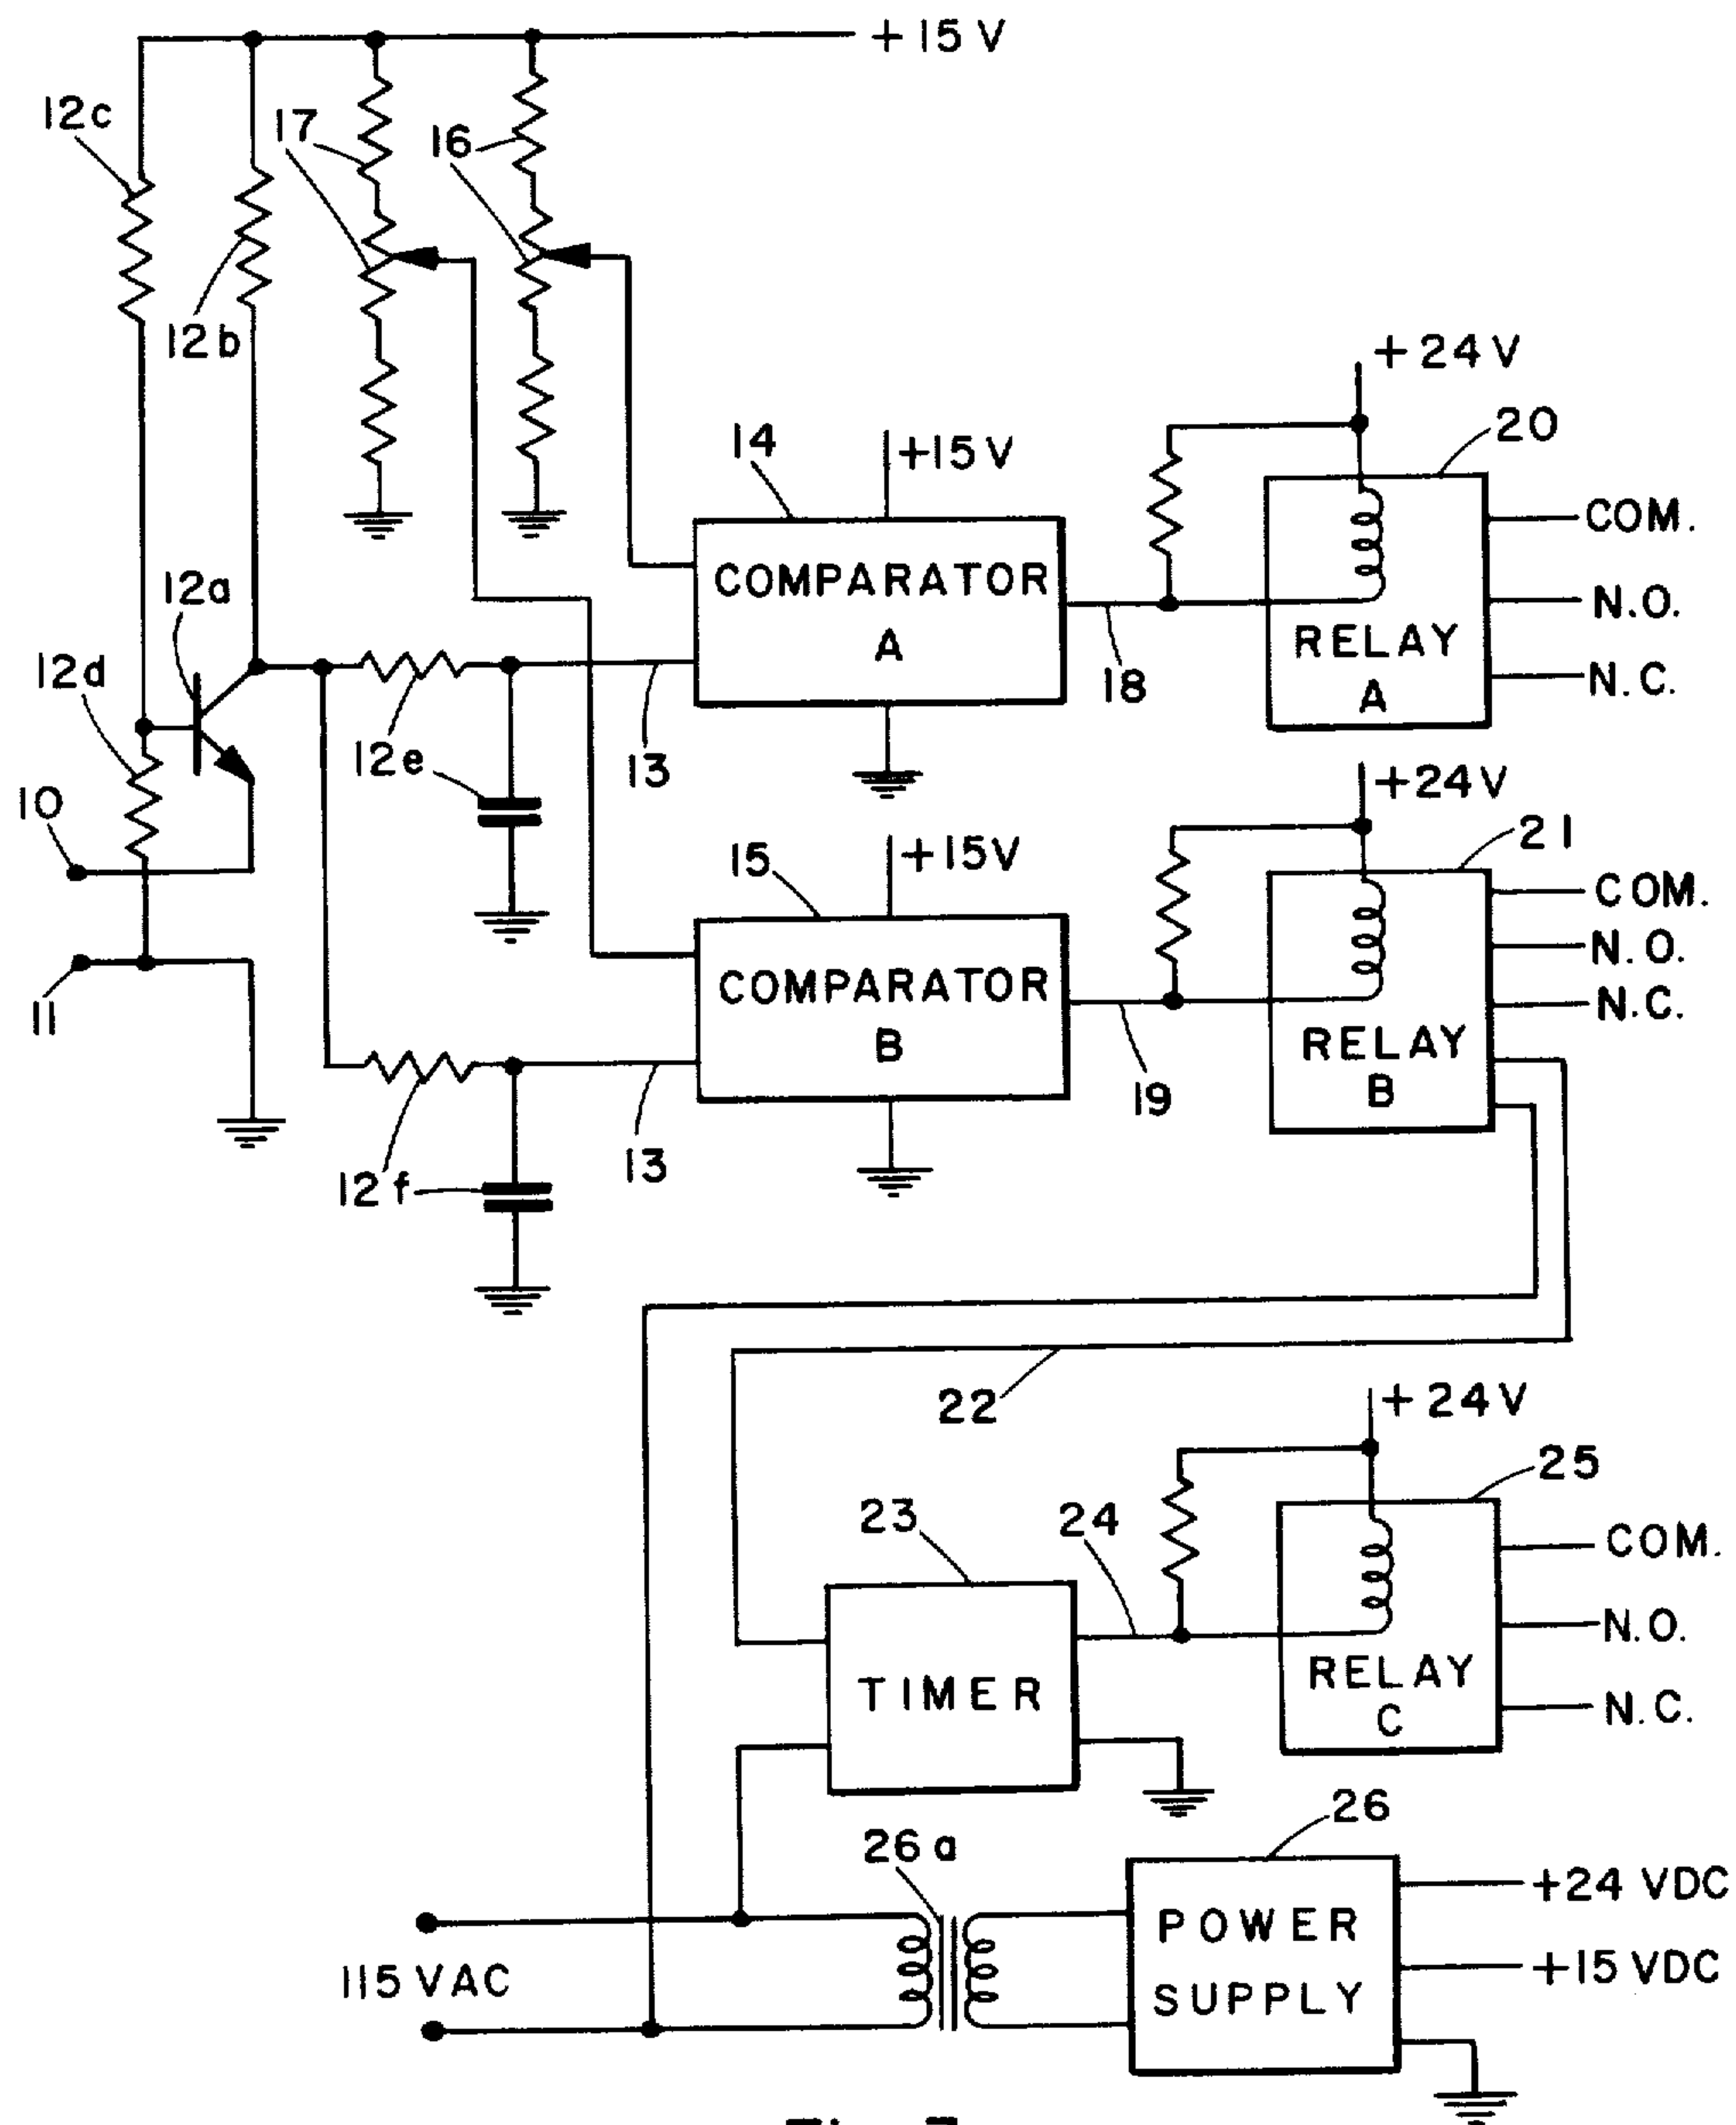 +15 V
12c
17
16
12b
+24 V
20
14
+15 V
COM.
12a
COMPARATOR
A
N.O.
RELAY
A
12d
18
N.C.
12e
13
10
+24 V
21
15
+15V
COM.
N.O.
11
COMPARATOR
B
N.C.
RELAY
B
19
12f
13
22
+24V
25
23
24
COM.
N.O.
TIMER
RELAY
C
N.C.
26
26a
+24 VDC
POWER
SUPPLY
115 VAC
+15 VDC